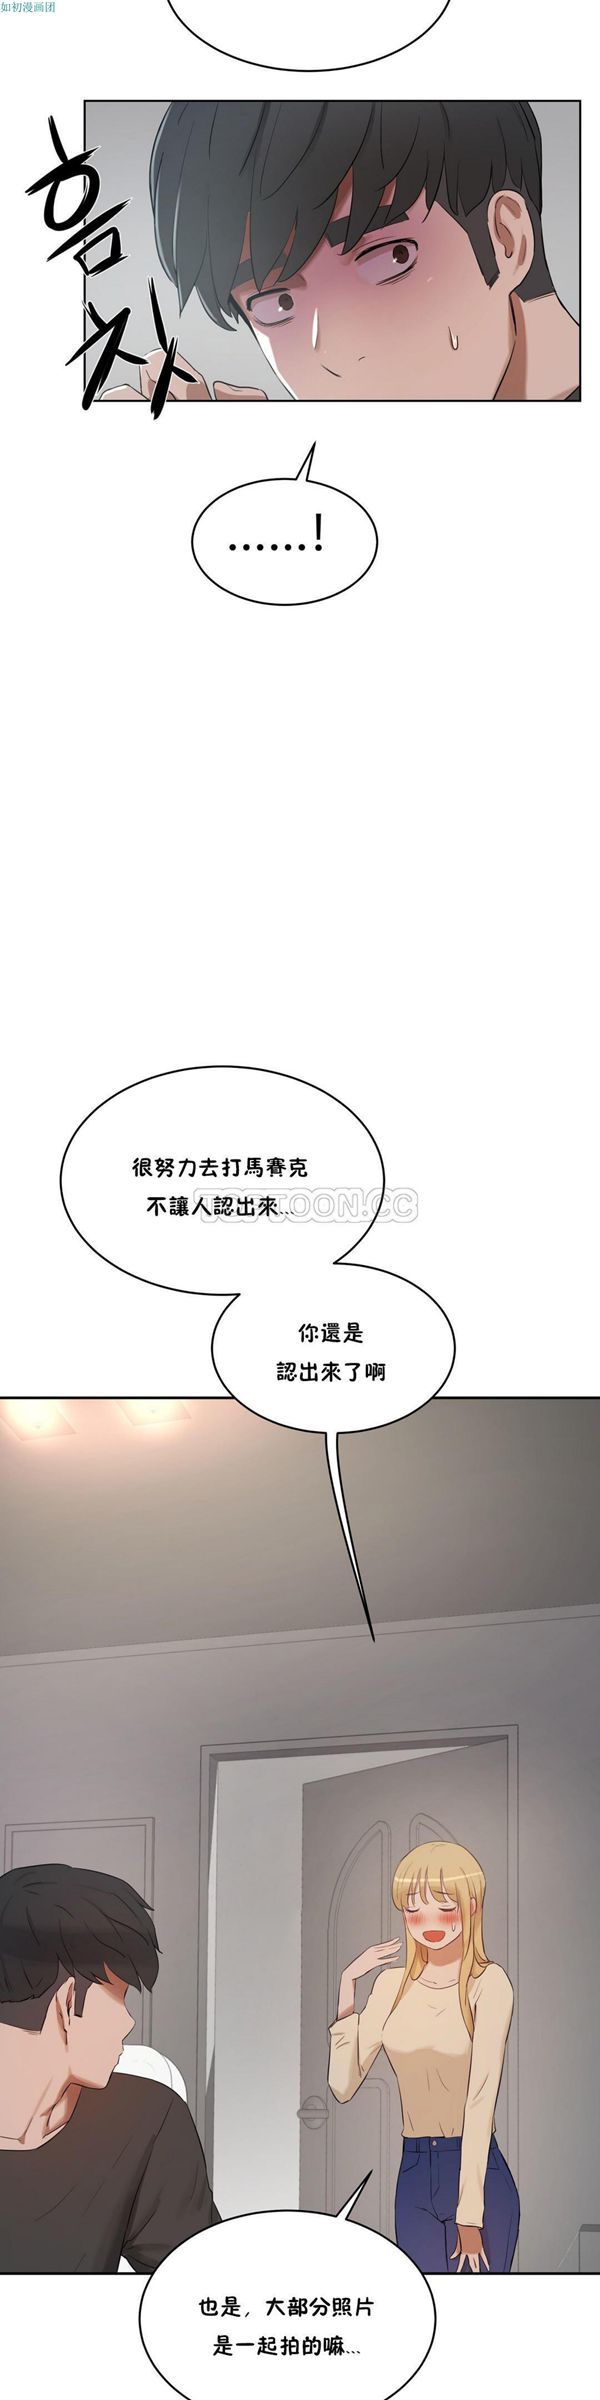 如初漫画团
흠
칫
......!
很努力去打馬賽克
不讓人認出來...
TOPTOON.CC
你還是
認出來了啊
也是，大部分照片
是一起拍的嘛...